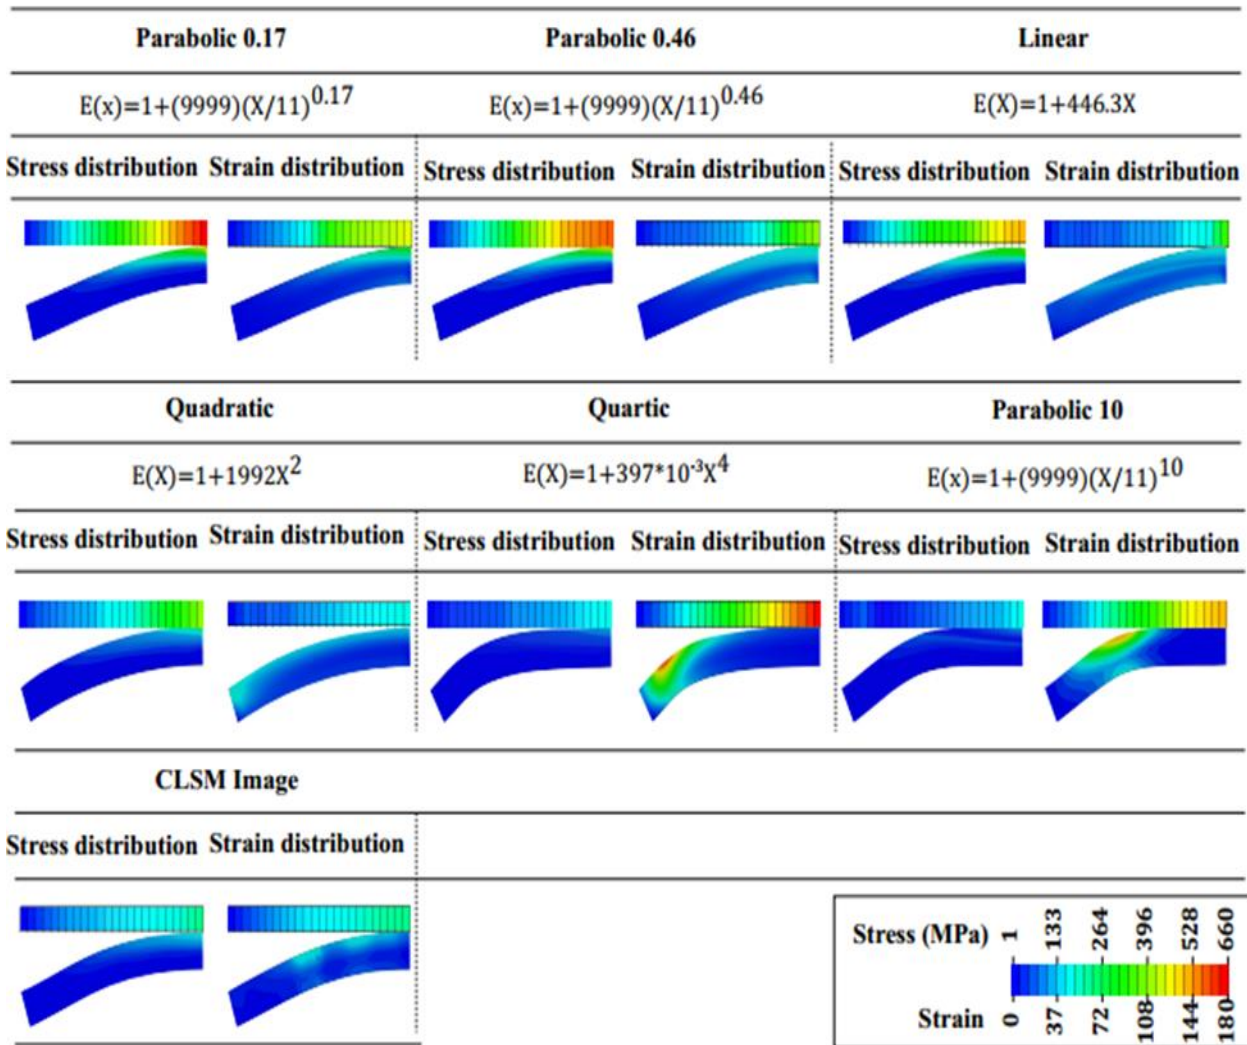 Parabolic 0.17 Parabolic 0.46 Linear
E(x)=1+(9999)(X/11)^0.17 E(x)=1+(9999)(X/11)^0.46 E(X)=1+446.3X
Stress distribution Strain distribution Stress distribution Strain distribution Stress distribution Strain distribution
Quadratic Quartic Parabolic 10
E(X)=1+1992X^2 E(X)=1+397*10^-3X^4 E(x)=1+(9999)(X/11)^10
Stress distribution Strain distribution Stress distribution Strain distribution Stress distribution Strain distribution
CLSM Image
Stress distribution Strain distribution
Stress (MPa) 1 133 264 396 528 660
Strain 0 37 72 108 144 180